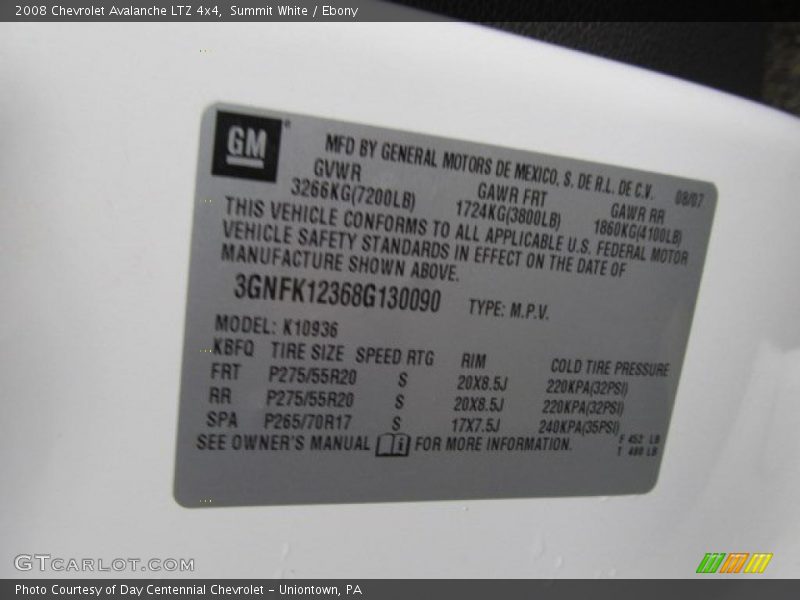 2008 Chevrolet Avalanche LTZ 4x4, Summit White / Ebony
GM®
MFD BY GENERAL MOTORS DE MEXICO, S. DE R.L. DE C.V. 08/07
GVWR GAWR FRT GAWR RR
3266KG(7200LB) 1724KG(3800LB) 1860KG(4100LB)
THIS VEHICLE CONFORMS TO ALL APPLICABLE U.S. FEDERAL MOTOR
VEHICLE SAFETY STANDARDS IN EFFECT ON THE DATE OF
MANUFACTURE SHOWN ABOVE.
3GNFK12368G130090 TYPE: M.P.V.
MODEL: K10936
KBFQ TIRE SIZE SPEED RTG RIM COLD TIRE PRESSURE
FRT P275/55R20 S 20X8.5J 220KPA(32PSI)
RR P275/55R20 S 20X8.5J 220KPA(32PSI)
SPA P265/70R17 S 17X7.5J 240KPA(35PSI)
SEE OWNER'S MANUAL FOR MORE INFORMATION.
F 452 LB
T 480 LB
GTCARLOT.COM
Photo Courtesy of Day Centennial Chevrolet - Uniontown, PA